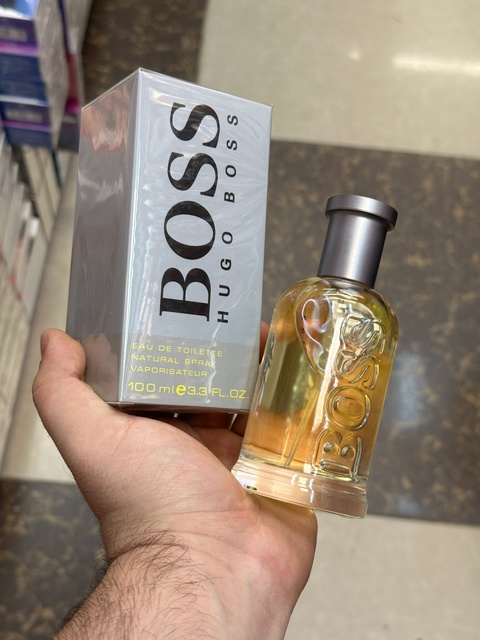 BOSS
HUGO BOSS
EAU DE TOILETTE
NATURAL SPRAY
VAPORISATEUR
100 ml e 3.3 FL.OZ.
BOSS